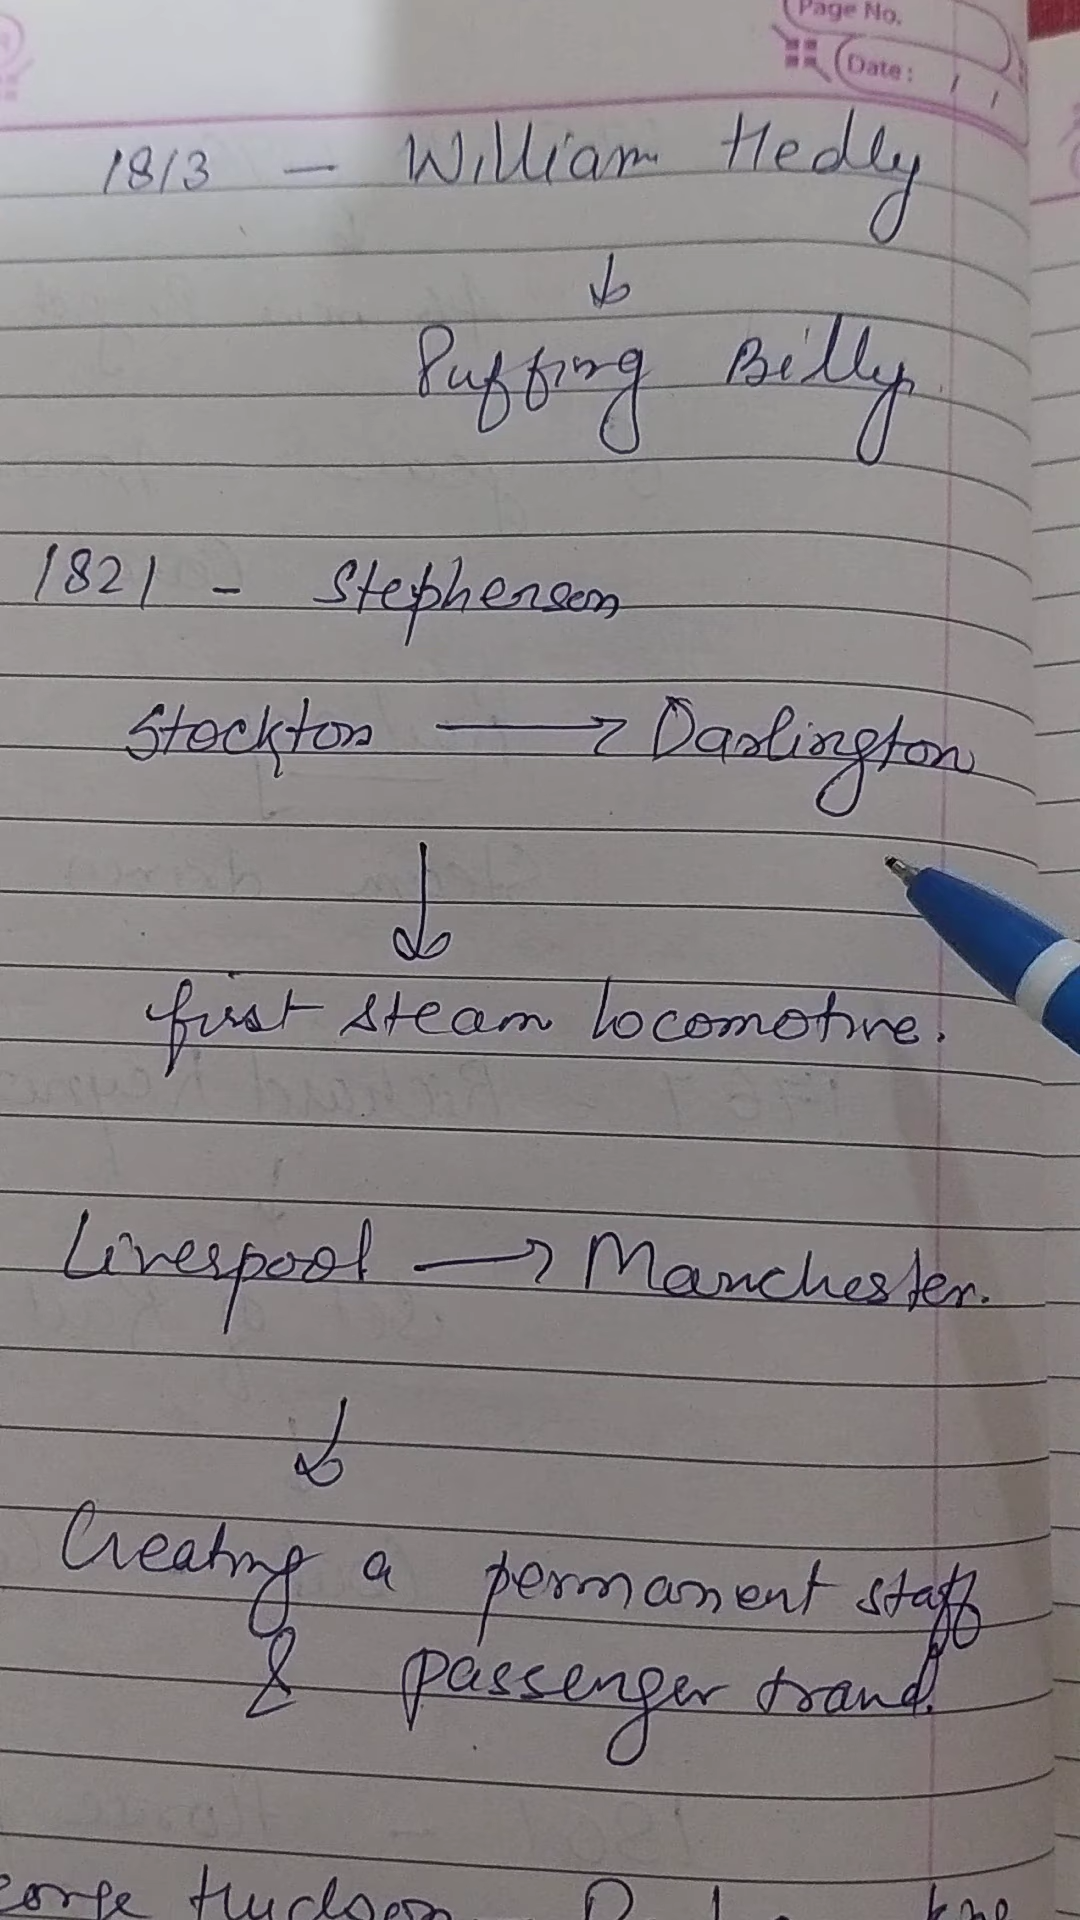 Page No.
Date: / /
1813 — William Hedly
↓
Puffing Billy.
1821 - Stephenson
Stockton → Darlington
↓
first steam locomotive.
Liverpool → Manchester.
↓
Creating a permanent staff
& passenger
Hudson